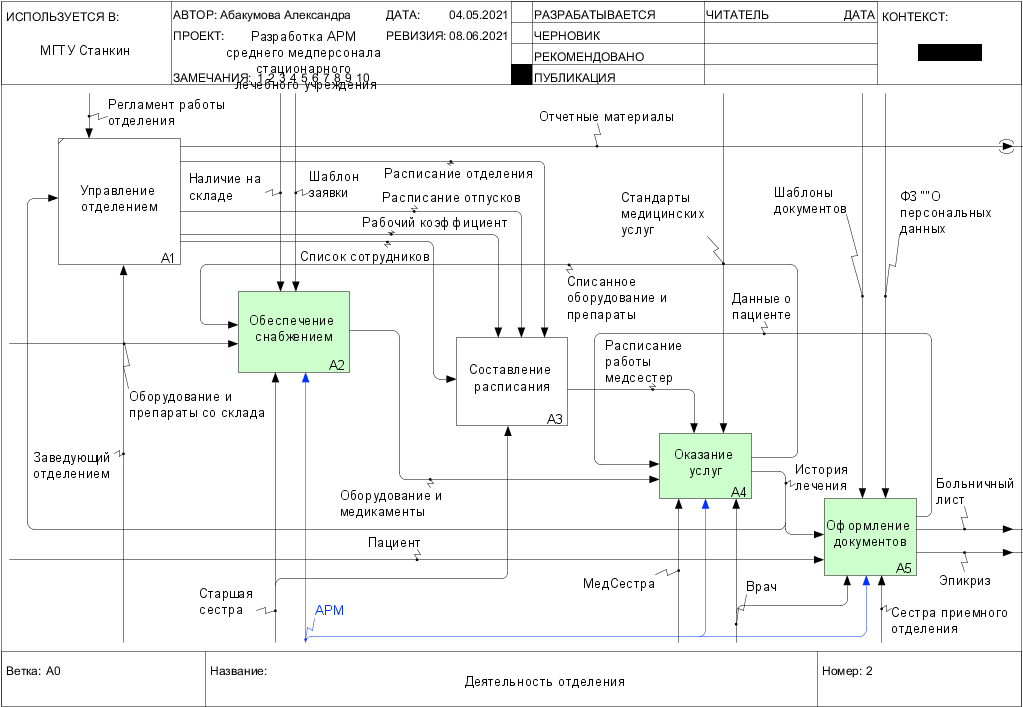 ИСПОЛЬЗУЕТСЯ В:
МГТУ Станкин
АВТОР: Абакумова Александра
ДАТА: 04.05.2021
ПРОЕКТ: Разработка АРМ
среднего медперсонала
стационарного
лечебного учреждения
РЕВИЗИЯ: 08.06.2021
ЗАМЕЧАНИЯ: 1 2 3 4 5 6 7 8 9 10
РАЗРАБАТЫВАЕТСЯ
ЧЕРНОВИК
РЕКОМЕНДОВАНО
ПУБЛИКАЦИЯ
ЧИТАТЕЛЬ
ДАТА
КОНТЕКСТ:
Регламент работы
отделения
Отчетные материалы
Управление
отделением
A1
Наличие на
складе
Шаблон
заявки
Расписание отделения
Расписание отпусков
Рабочий коэффициент
Список сотрудников
Стандарты
медицинских
услуг
Шаблоны
документов
ФЗ ""О
персональных
данных
Списанное
оборудование и
препараты
Данные о
пациенте
Обеспечение
снабжением
A2
Расписание
работы
медсестер
Составление
расписания
A3
Оборудование и
препараты со склада
Заведующий
отделением
Оказание
услуг
A4
История
лечения
Оборудование и
медикаменты
Больничный
лист
Оформление
документов
A5
Пациент
Эпикриз
МедСестра
Врач
Старшая
сестра
АРМ
Сестра приемного
отделения
Ветка: A0
Название:
Деятельность отделения
Номер: 2